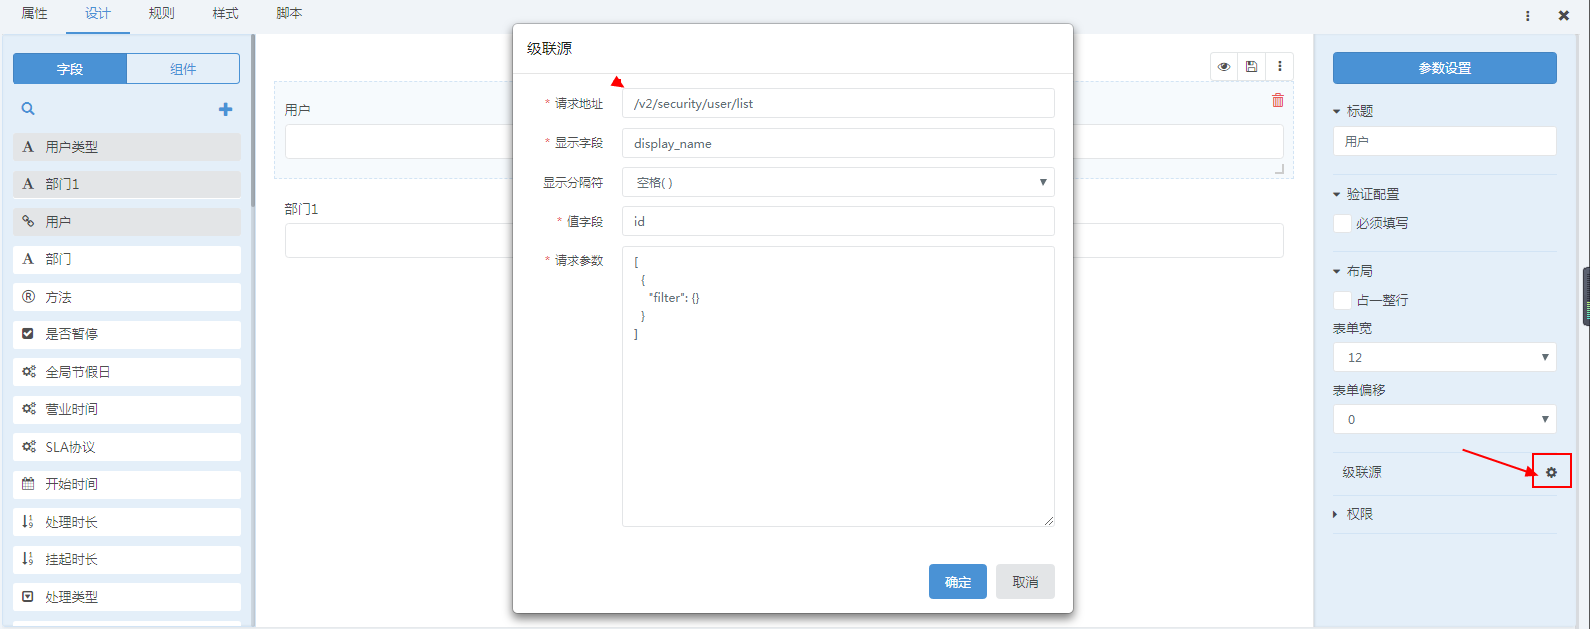 属性 设计 规则 样式 脚本
字段 组件
A 用户类型
A 部门1
用户
A 部门
® 方法
是否暂停
全局节假日
营业时间
SLA协议
开始时间
处理时长
挂起时长
处理类型
用户
部门1
级联源
* 请求地址 /v2/security/user/list
* 显示字段 display_name
显示分隔符 空格( )
* 值字段 id
* 请求参数 [
{
"filter": {}
}
]
确定 取消
参数设置
标题
用户
验证配置
必须填写
布局
占一整行
表单宽
12
表单偏移
0
级联源
权限